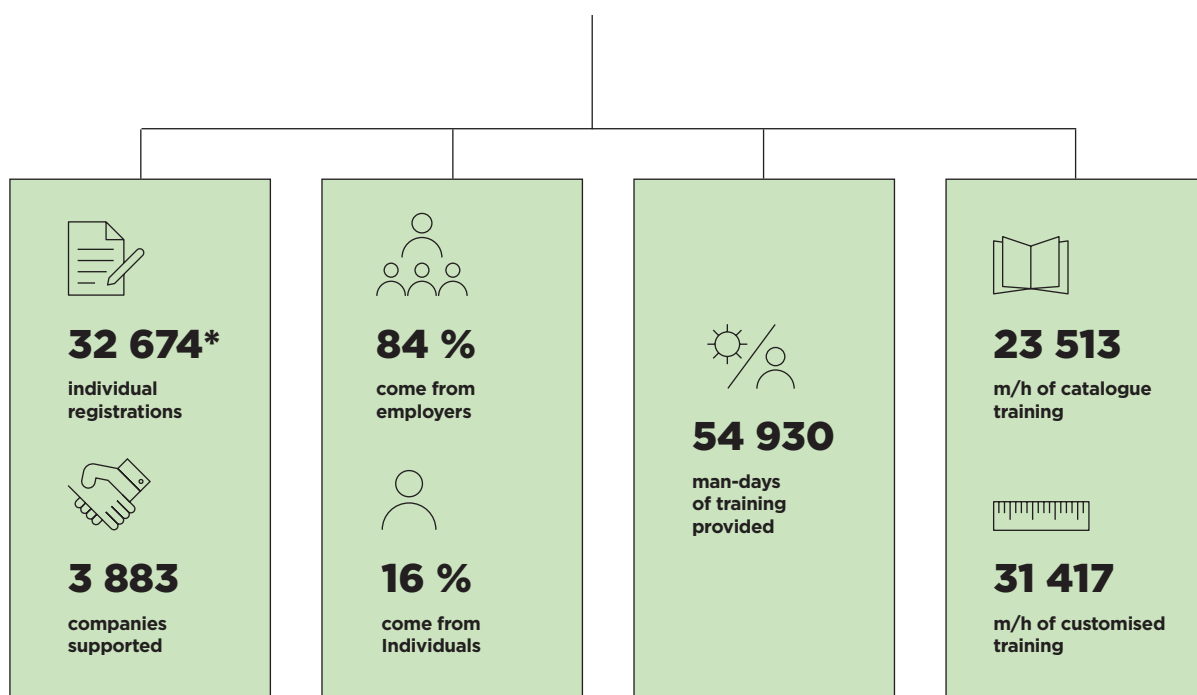 32 674*
individual
registrations
3 883
companies
supported
84 %
come from
employers
16 %
come from
Individuals
54 930
man-days
of training
provided
23 513
m/h of catalogue
training
31 417
m/h of customised
training